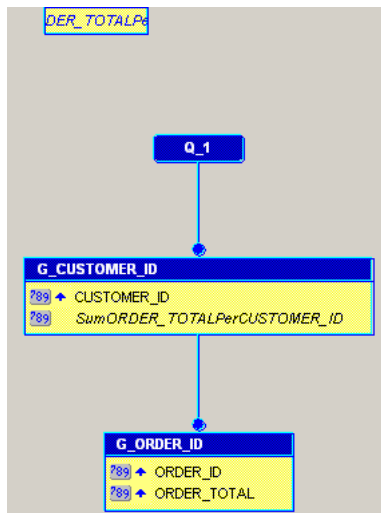 DER_TOTALPe
Q_1
G_CUSTOMER_ID
789 CUSTOMER_ID
789 SumORDER_TOTALPerCUSTOMER_ID
G_ORDER_ID
789 ORDER_ID
789 ORDER_TOTAL